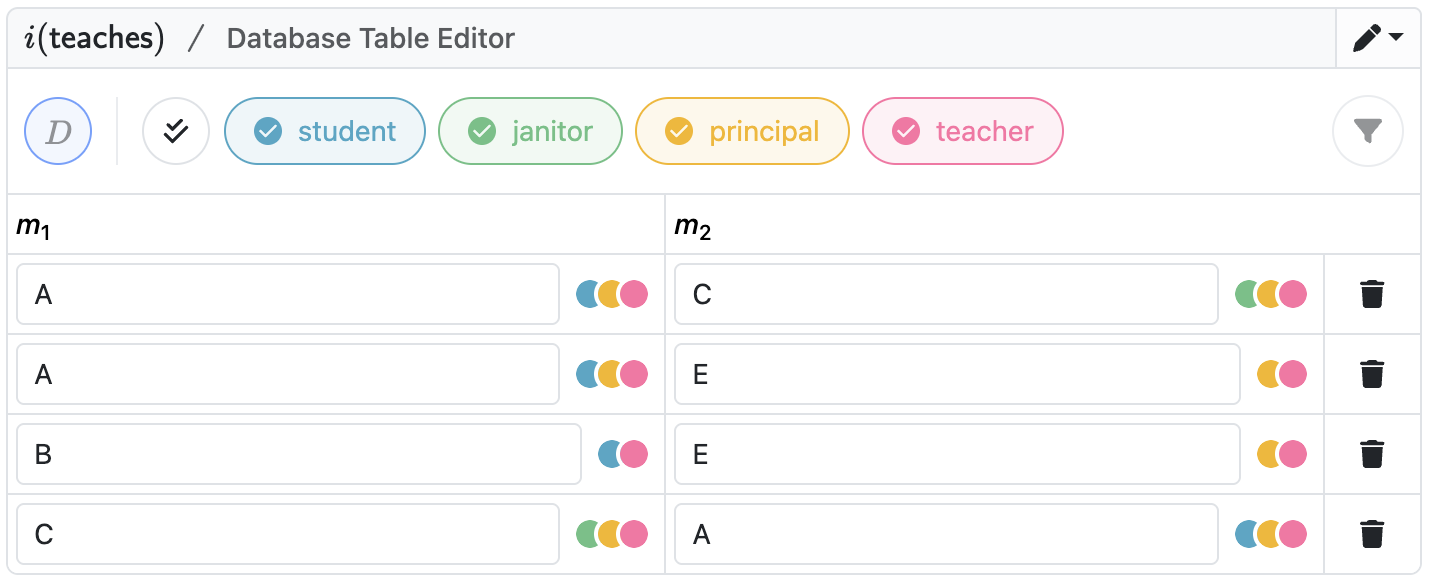 i(teaches) / Database Table Editor
D student janitor principal teacher
m₁ m₂
A C
A E
B E
C A